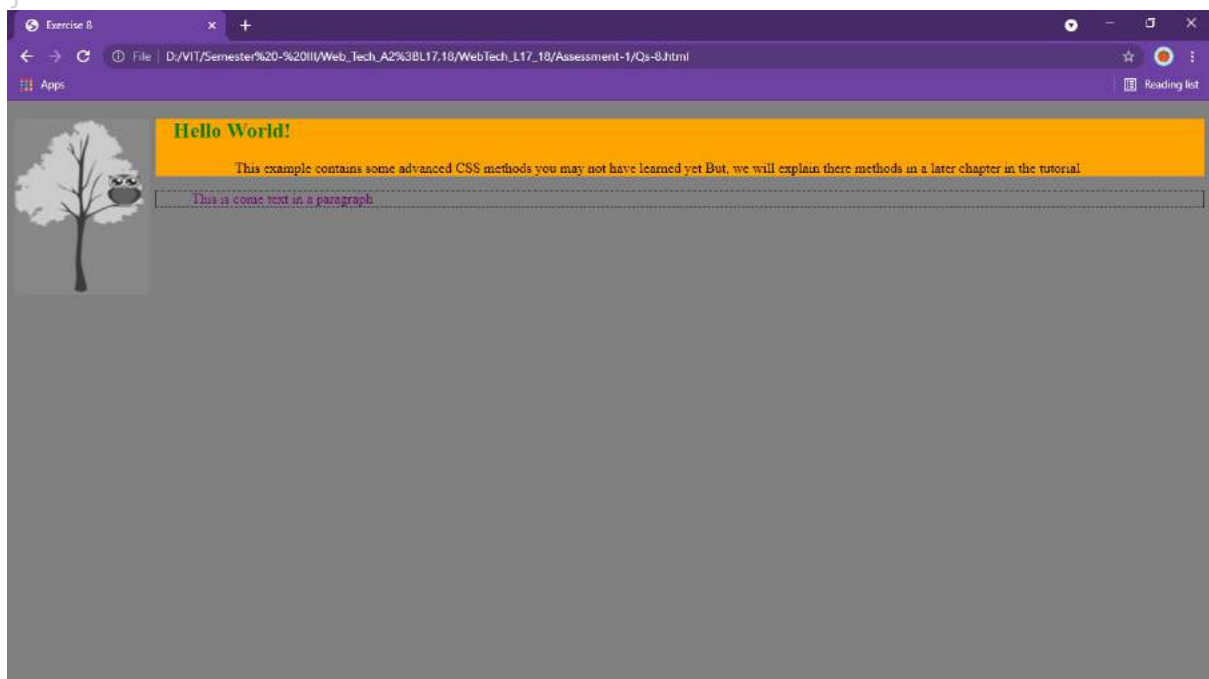 Exercise 8
File D:/VIT/Semester%20-%20III/Web_Tech_A2%3BL17.18/WebTech_L17_18/Assessment-1/Qs-8.html
Apps
Reading list
Hello World!
This example contains some advanced CSS methods you may not have learned yet But, we will explain there methods in a later chapter in the tutorial
This is come text in a paragraph